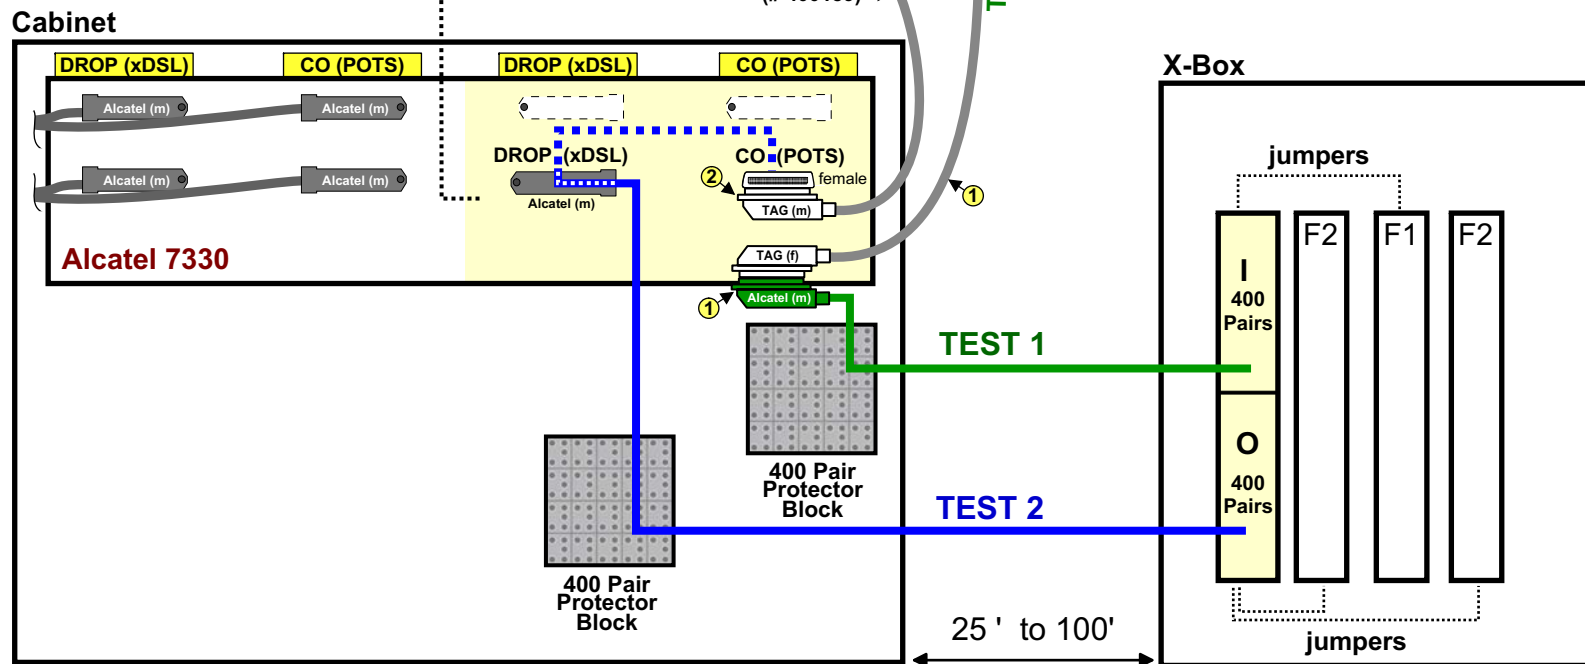 Cabinet
DROP (xDSL)
CO (POTS)
DROP (xDSL)
CO (POTS)
X-Box
Alcatel (m)
Alcatel (m)
DROP (xDSL)
CO (POTS)
jumpers
Alcatel (m)
Alcatel (m)
Alcatel (m)
2
female
1
TAG (m)
F2
F1
F2
Alcatel 7330
TAG (f)
I
400
Pairs
1
Alcatel (m)
TEST 1
O
400
Pairs
400 Pair
Protector
Block
TEST 2
400 Pair
Protector
Block
25 ' to 100'
jumpers